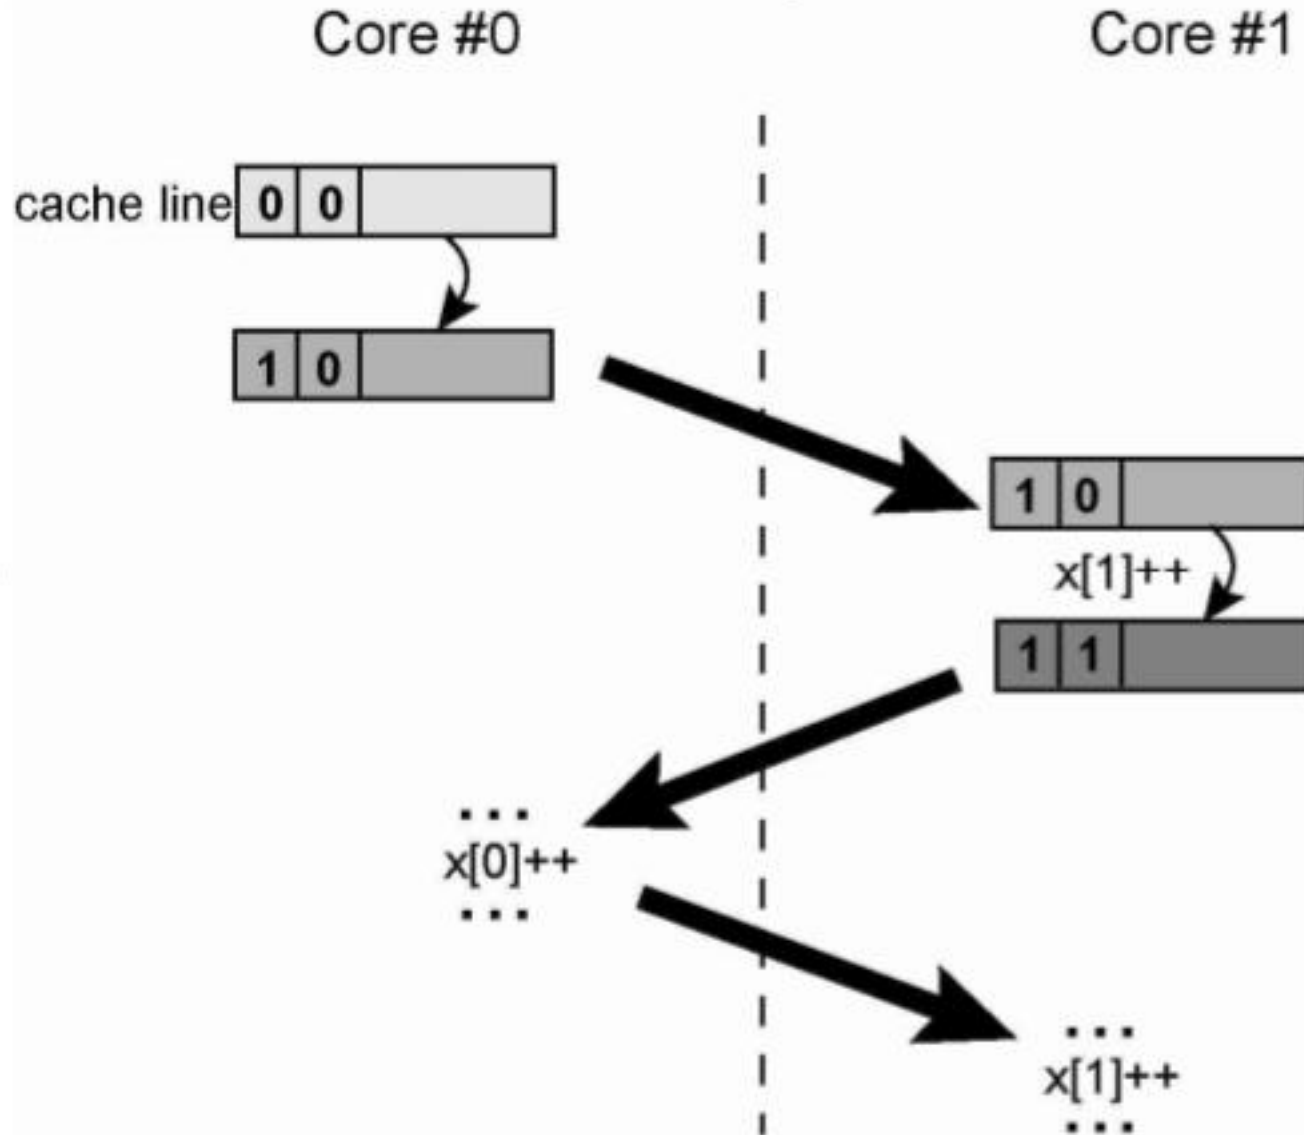 Core #0
Core #1
cache line
0 0
1 0
1 0
x[1]++
1 1
...
x[0]++
...
...
x[1]++
...